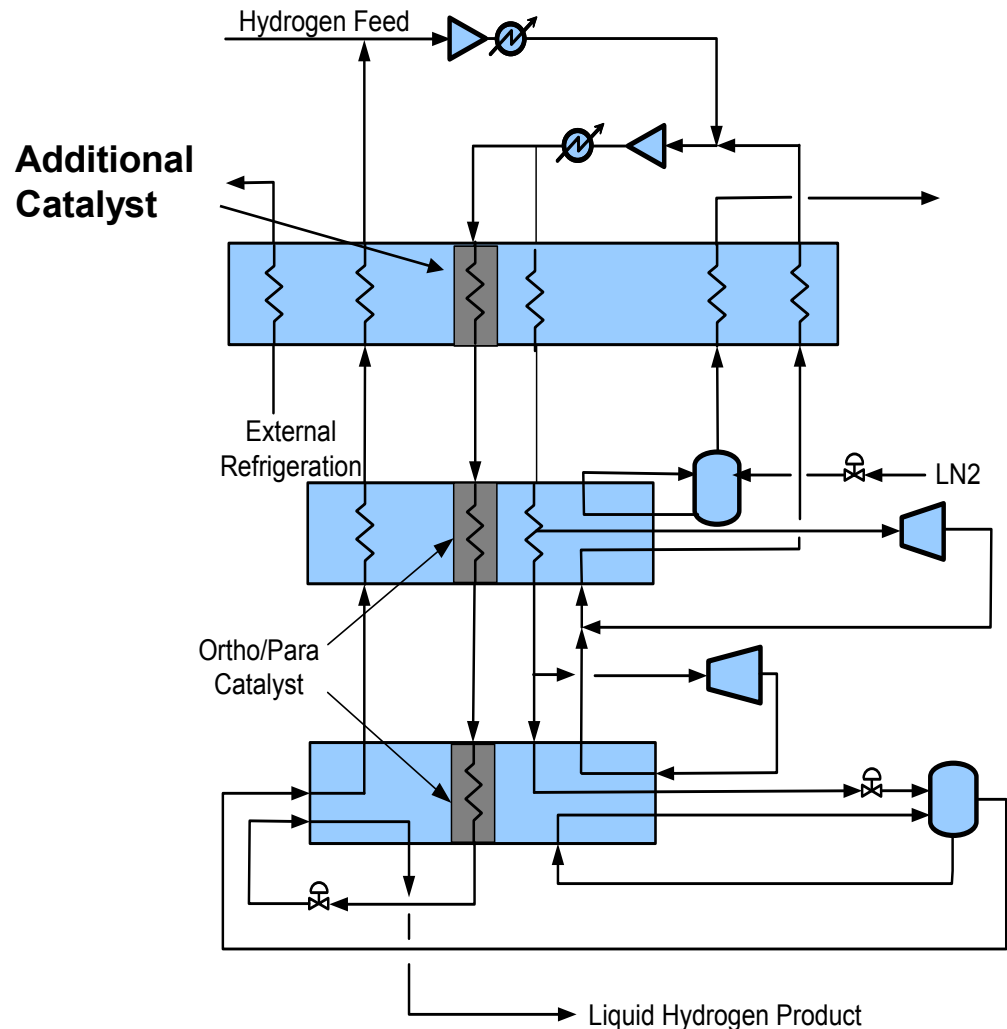 Hydrogen Feed
Additional
Catalyst
External
Refrigeration
LN2
Ortho/Para
Catalyst
Liquid Hydrogen Product